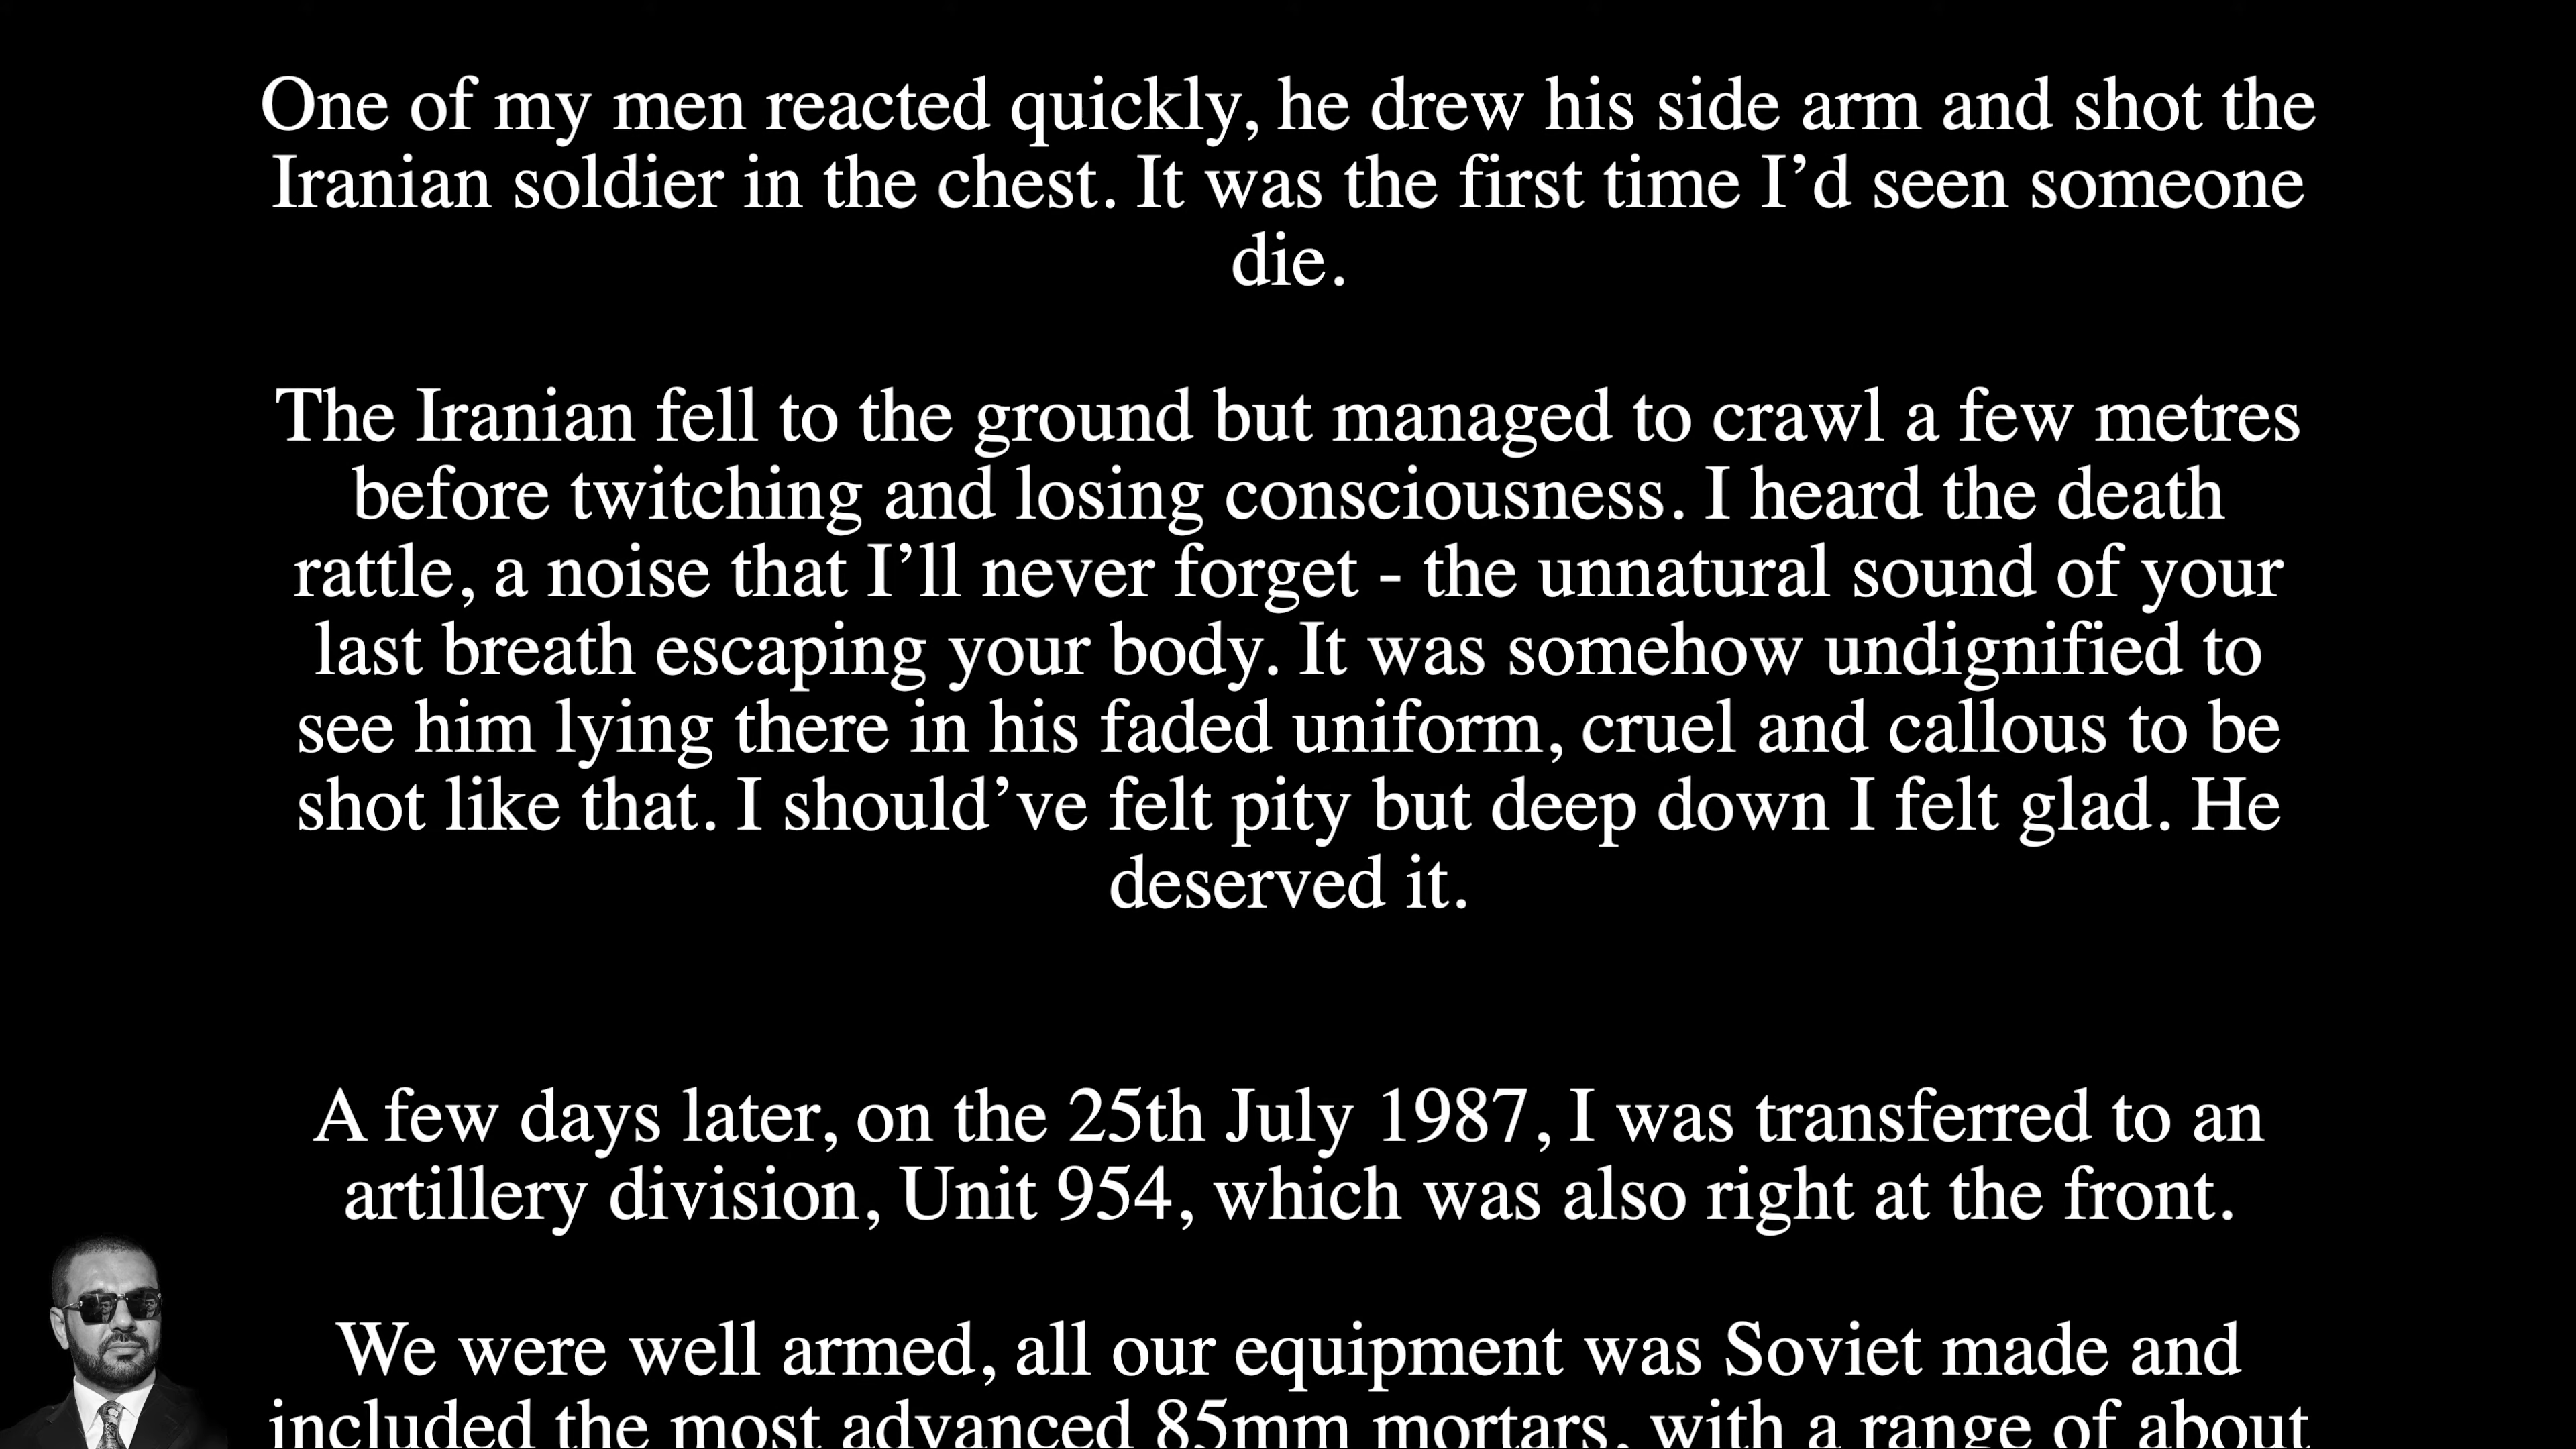 One of my men reacted quickly, he drew his side arm and shot the
Iranian soldier in the chest. It was the first time I’d seen someone
die.
The Iranian fell to the ground but managed to crawl a few metres
before twitching and losing consciousness. I heard the death
rattle, a noise that I’ll never forget - the unnatural sound of your
last breath escaping your body. It was somehow undignified to
see him lying there in his faded uniform, cruel and callous to be
shot like that. I should’ve felt pity but deep down I felt glad. He
deserved it.
A few days later, on the 25th July 1987, I was transferred to an
artillery division, Unit 954, which was also right at the front.
We were well armed, all our equipment was Soviet made and
included the most advanced 85mm mortars, with a range of about